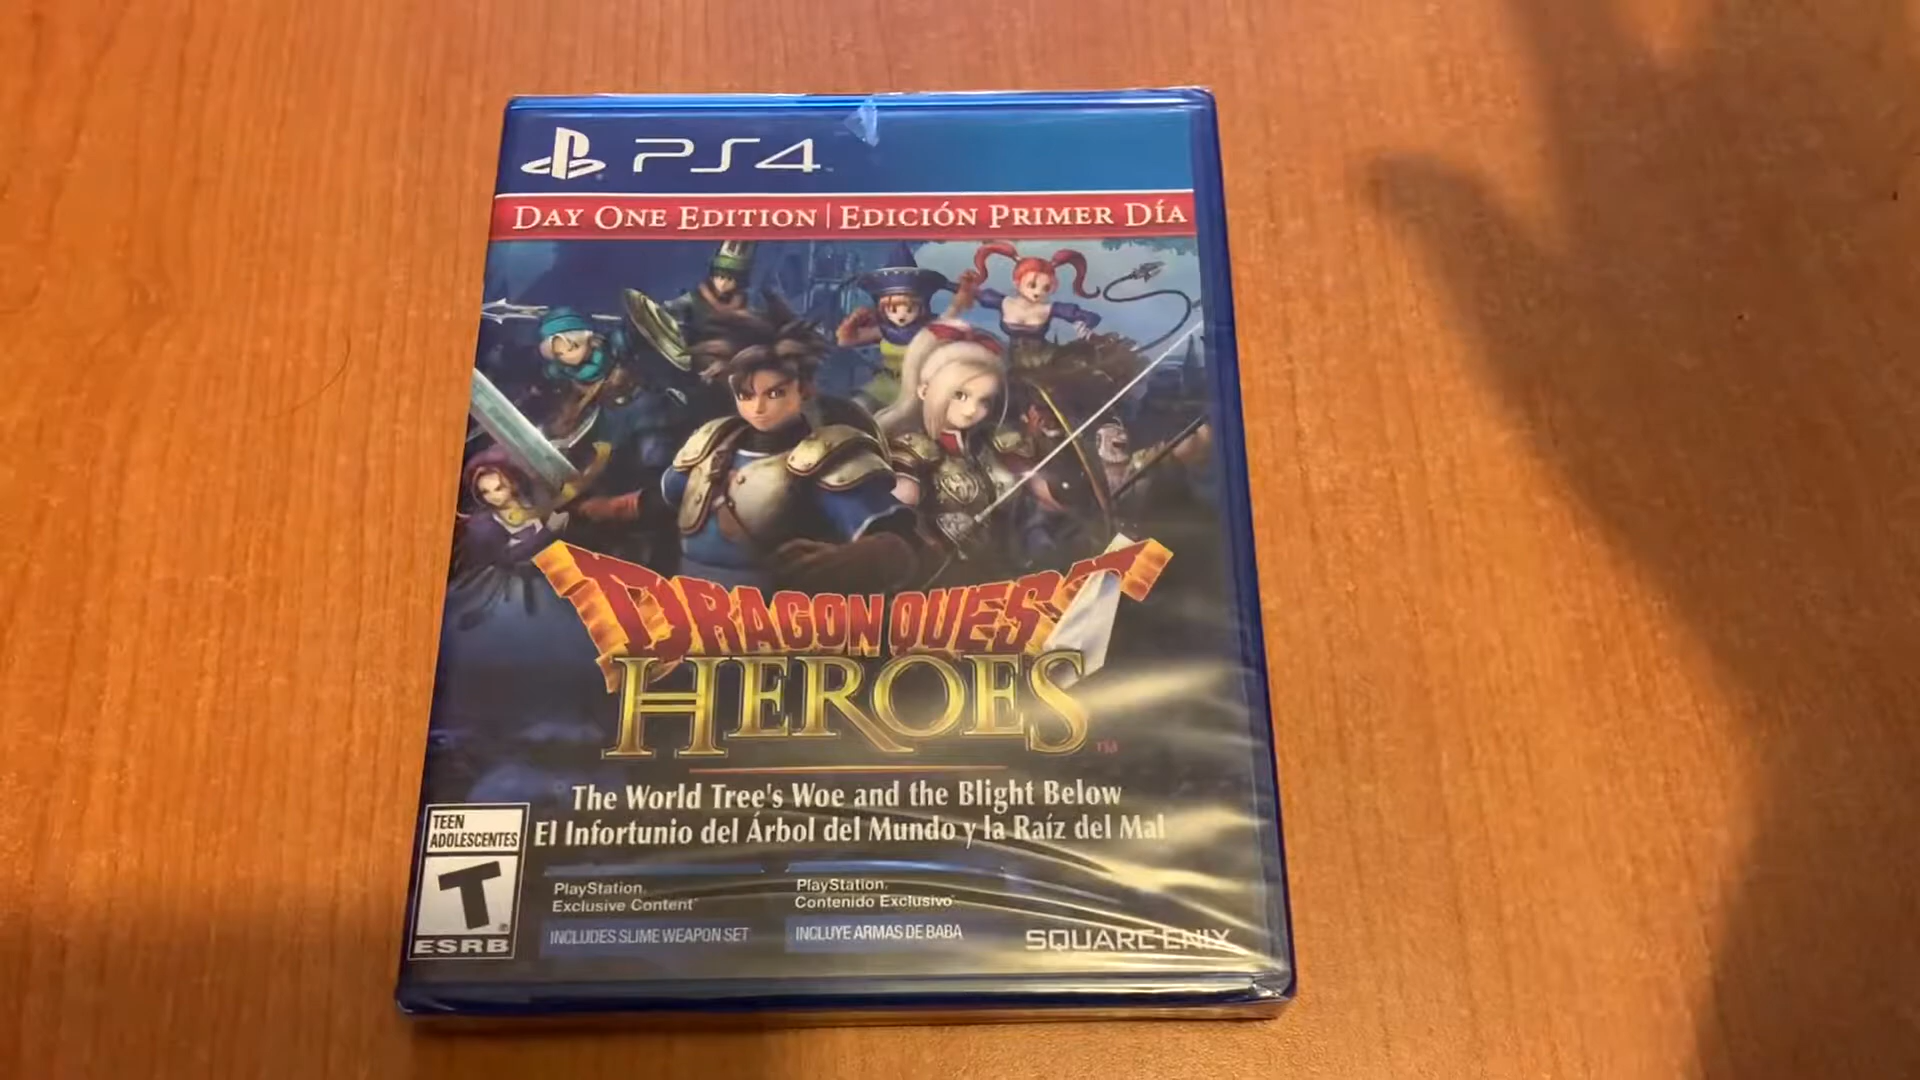 PS4
DAY ONE EDITION | EDICIÓN PRIMER DÍA
DRAGON QUEST
HEROES
TM
The World Tree's Woe and the Blight Below
El Infortunio del Árbol del Mundo y la Raíz del Mal
TEEN
ADOLESCENTES
T
ESRB
PlayStation.
Exclusive Content
INCLUDES SLIME WEAPON SET
PlayStation.
Contenido Exclusivo
INCLUYE ARMAS DE BABA
SQUARE ENIX